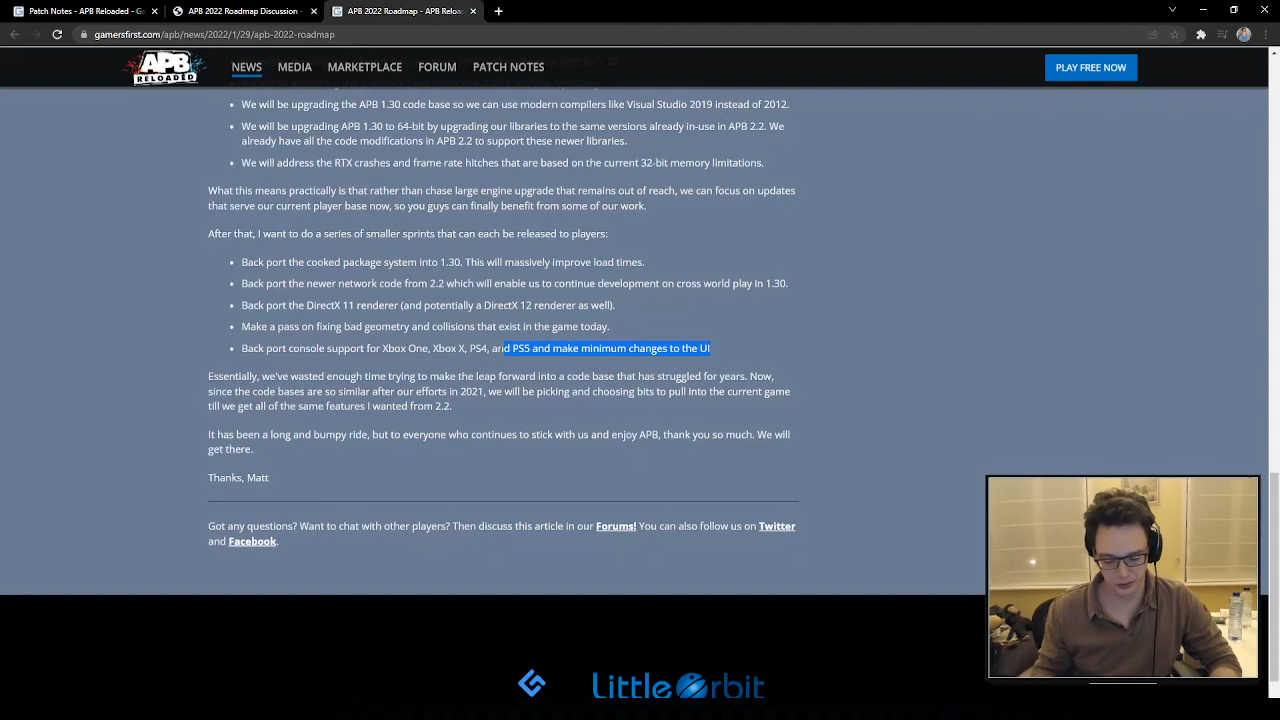 Patch Notes - APB Reloaded - G
APB 2022 Roadmap Discussion -
APB 2022 Roadmap - APB Reloa
gamersfirst.com/apb/news/2022/1/29/apb-2022-roadmap
APB
RELOADED
NEWS
MEDIA
MARKETPLACE
FORUM
PATCH NOTES
PLAY FREE NOW
• We will be upgrading the APB 1.30 code base so we can use modern compilers like Visual Studio 2019 instead of 2012.
• We will be upgrading APB 1.30 to 64-bit by upgrading our libraries to the same versions already in-use in APB 2.2. We
already have all the code modifications in APB 2.2 to support these newer libraries.
• We will address the RTX crashes and frame rate hitches that are based on the current 32-bit memory limitations.
What this means practically is that rather than chase large engine upgrade that remains out of reach, we can focus on updates
that serve our current player base now, so you guys can finally benefit from some of our work.
After that, I want to do a series of smaller sprints that can each be released to players:
• Back port the cooked package system into 1.30. This will massively improve load times.
• Back port the newer network code from 2.2 which will enable us to continue development on cross world play in 1.30.
• Back port the DirectX 11 renderer (and potentially a DirectX 12 renderer as well).
• Make a pass on fixing bad geometry and collisions that exist in the game today.
• Back port console support for Xbox One, Xbox X, PS4, and PS5 and make minimum changes to the UI
Essentially, we've wasted enough time trying to make the leap forward into a code base that has struggled for years. Now,
since the code bases are so similar after our efforts in 2021, we will be picking and choosing bits to pull into the current game
till we get all of the same features I wanted from 2.2.
It has been a long and bumpy ride, but to everyone who continues to stick with us and enjoy APB, thank you so much. We will
get there.
Thanks, Matt
Got any questions? Want to chat with other players? Then discuss this article in our Forums! You can also follow us on Twitter
and Facebook.
LittleOrbit